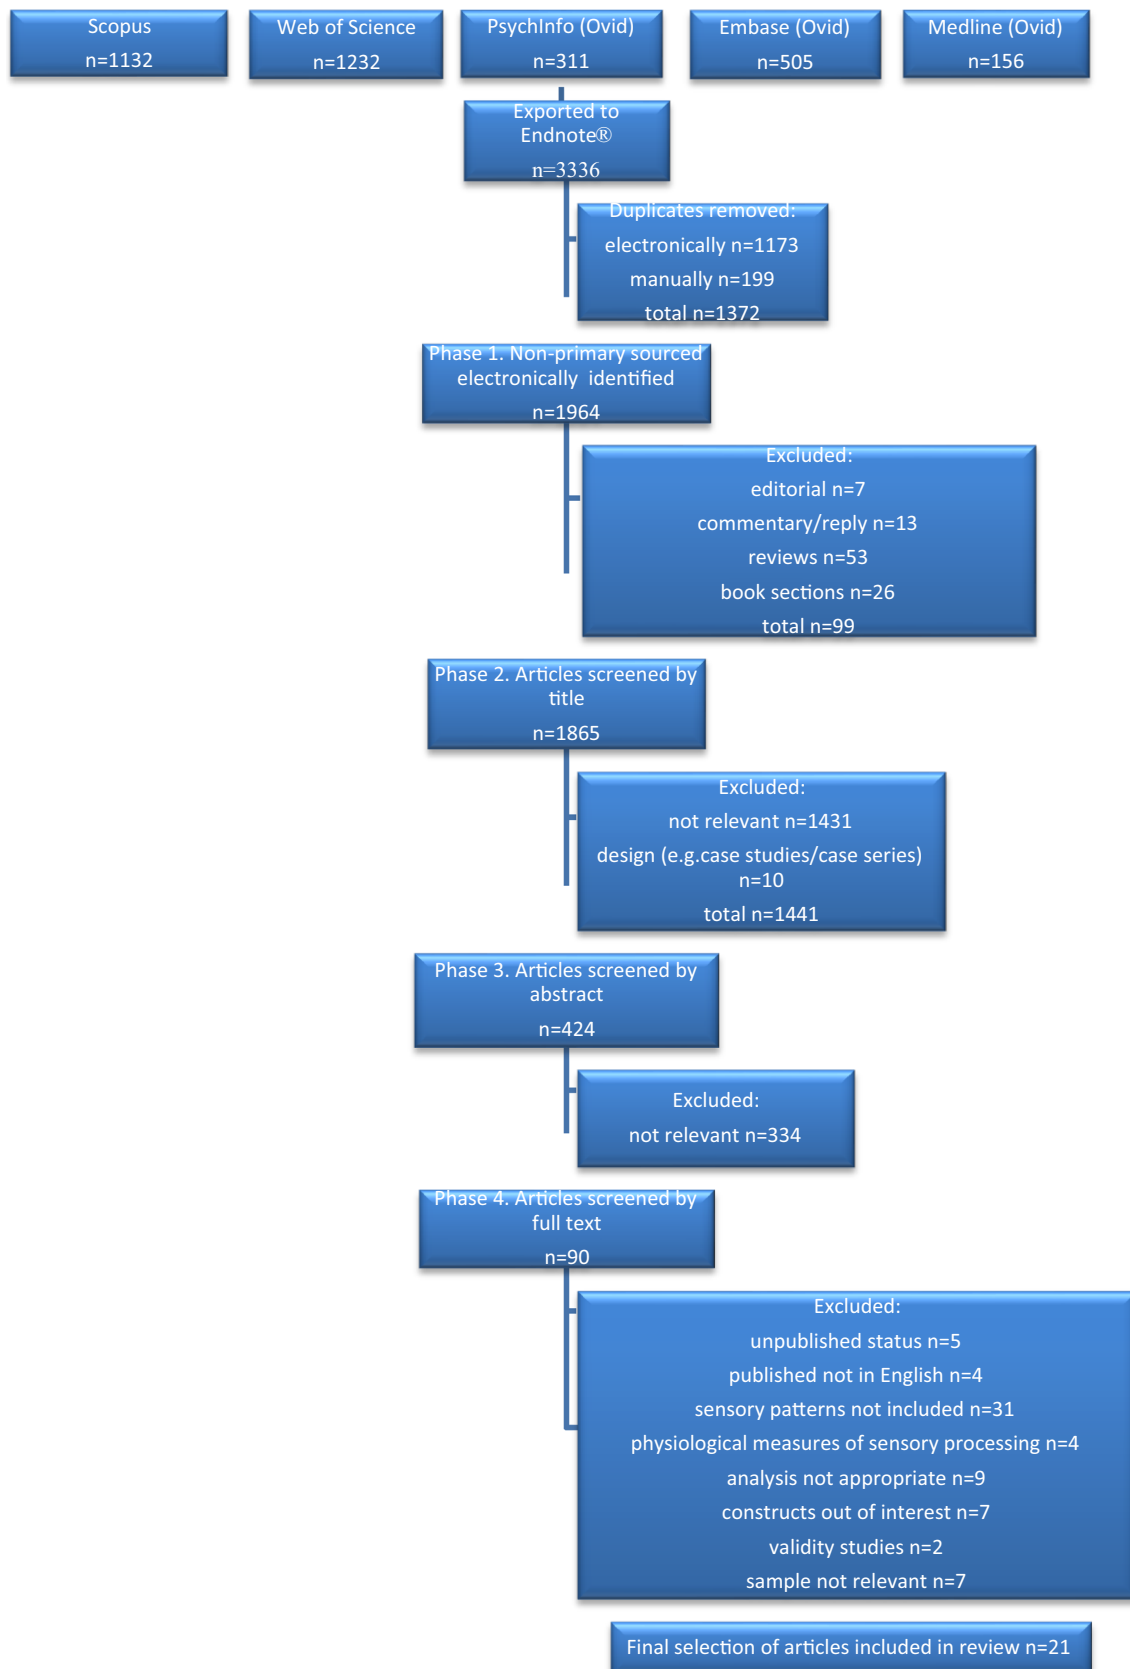 Scopus
n=1132
Web of Science
n=1232
PsychInfo (Ovid)
n=311
Embase (Ovid)
n=505
Medline (Ovid)
n=156
Exported to
Endnote®
n=3336
Duplicates removed:
electronically n=1173
manually n=199
total n=1372
Phase 1. Non-primary sourced
electronically identified
n=1964
Excluded:
editorial n=7
commentary/reply n=13
reviews n=53
book sections n=26
total n=99
Phase 2. Articles screened by
title
n=1865
Excluded:
not relevant n=1431
design (e.g.case studies/case series)
n=10
total n=1441
Phase 3. Articles screened by
abstract
n=424
Excluded:
not relevant n=334
Phase 4. Articles screened by
full text
n=90
Excluded:
unpublished status n=5
published not in English n=4
sensory patterns not included n=31
physiological measures of sensory processing n=4
analysis not appropriate n=9
constructs out of interest n=7
validity studies n=2
sample not relevant n=7
Final selection of articles included in review n=21